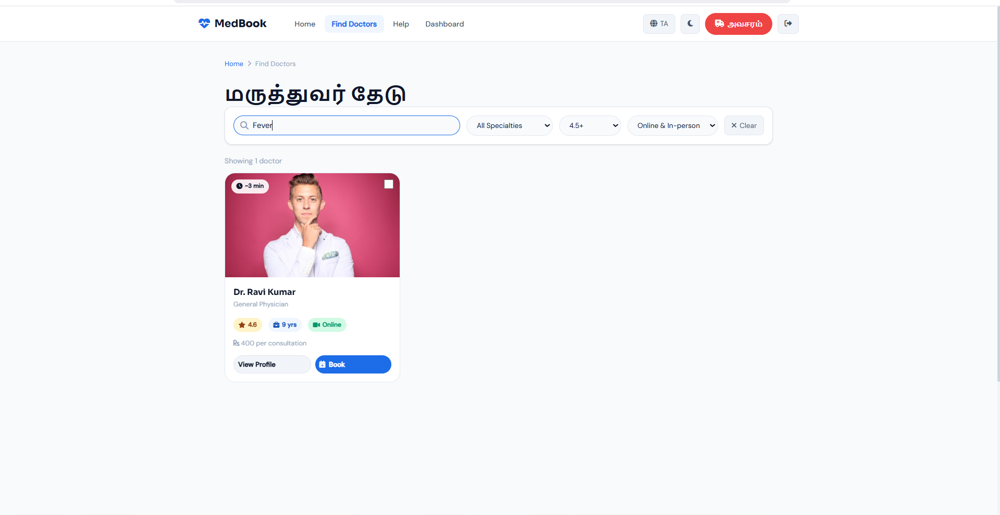 MedBook
Home
Find Doctors
Help
Dashboard
TA
அவசரம்
Home
Find Doctors
மருத்துவர் தேடு
Fever
All Specialties
4.5+
Online & In-person
Clear
Showing 1 doctor
~3 min
Dr. Ravi Kumar
General Physician
4.6
9 yrs
Online
₨ 400 per consultation
View Profile
Book